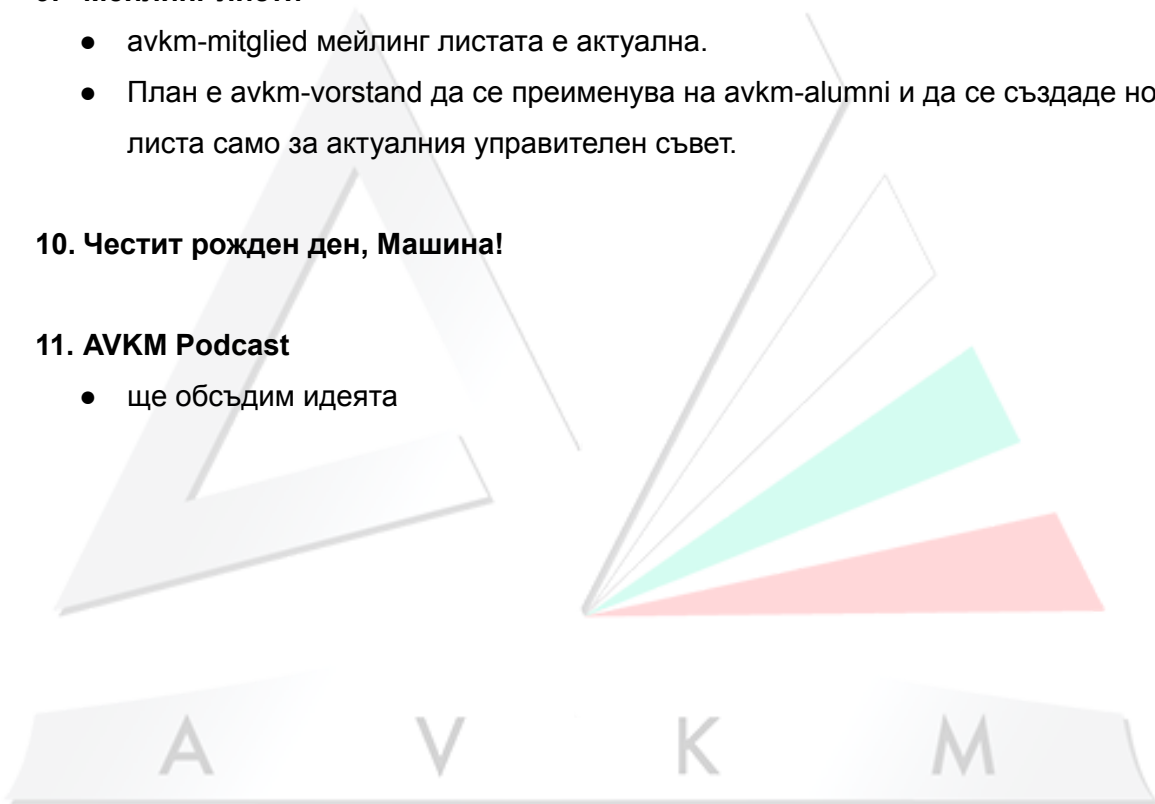 ● avkm-mitglied мейлинг листата е актуална.
● План е avkm-vorstand да се преименува на avkm-alumni и да се създаде
листа само за актуалния управителен съвет.
10. Честит рожден ден, Машина!
11. AVKM Podcast
● ще обсъдим идеята
A V K M